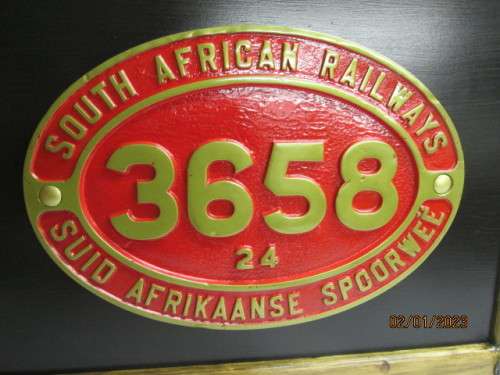 SOUTH AFRICAN RAILWAYS
3658
24
SUID AFRIKAANSE SPOORWEË
02/01/2023